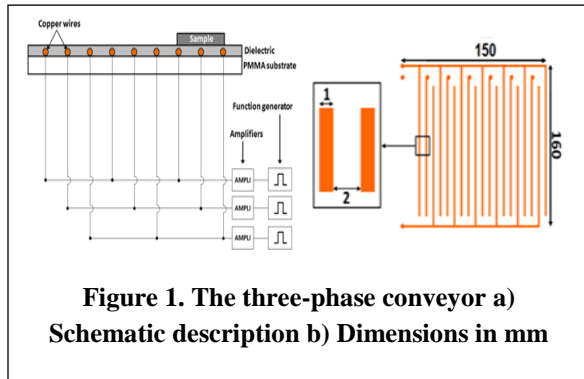 Copper wires
Sample
Dielectric
PMMA substrate
Function generator
Amplifiers
AMPLI
AMPLI
AMPLI
150
1
2
160
Figure 1. The three-phase conveyor a)
Schematic description b) Dimensions in mm